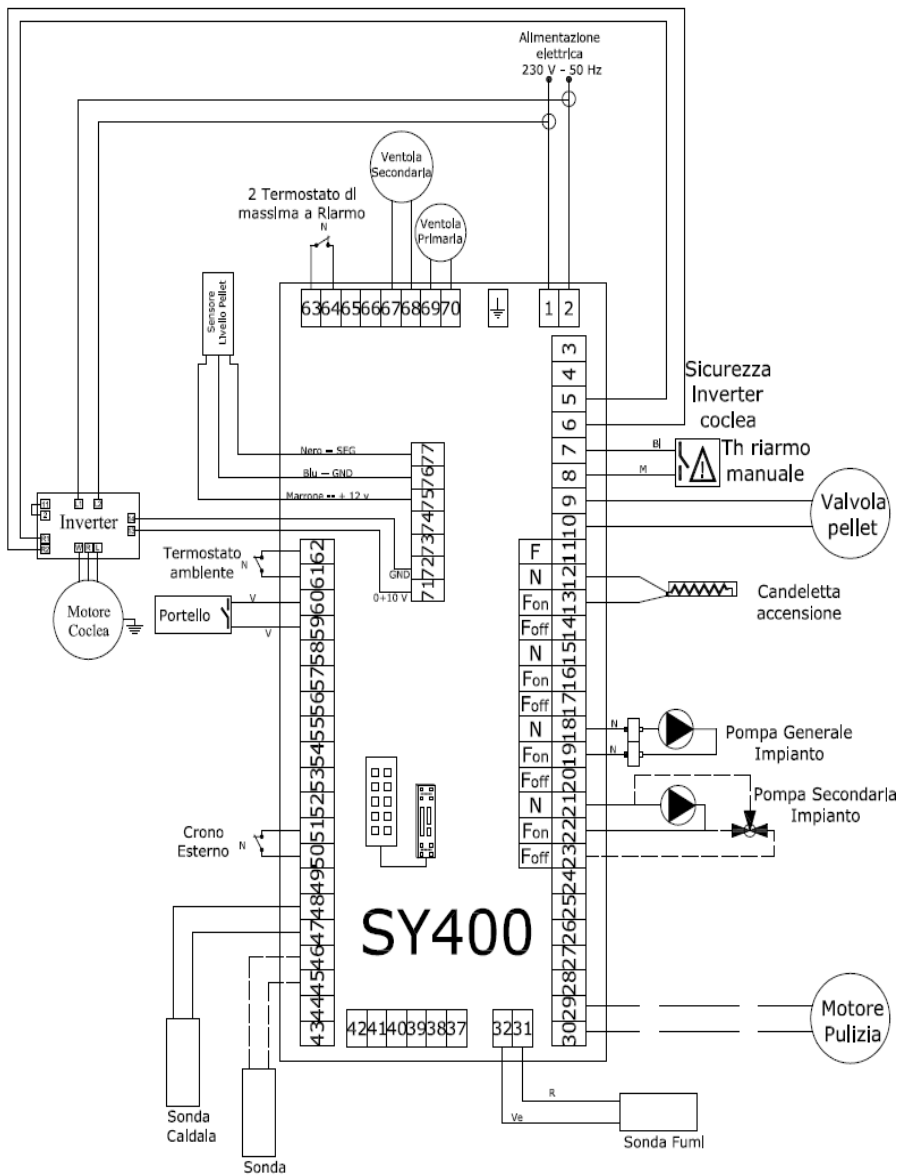 Alimentazione
elettrica
230 V - 50 Hz
Ventola
Secondaria
2 Termostato di
massima a Riarmo
N
Ventola
Primaria
63 64 65 66 67 68 69 70
1 2
Sensore
Livello Pellet
3
4
5
6
7
8
9
10
11
12
13
14
15
16
17
18
19
20
21
22
23
24
25
26
27
28
29
30
Sicurezza
Inverter
coclea
BI
M
Th riarmo
manuale
Valvola
pellet
Nero - SEG
Blu - GND
Marrone -- + 12 v
77
76
75
74
73
72
71
GND
0+10 V
Inverter
W R L
Motore
Coclea
Termostato
ambiente
N
Portello
V
V
62
61
60
59
58
57
56
55
54
53
52
51
50
49
48
47
46
45
44
43
F
N
Fon
Foff
N
Fon
Foff
N
Fon
Foff
N
Fon
Foff
Candeletta
accensione
N
N
Pompa Generale
Impianto
Pompa Secondaria
Impianto
Crono
Esterno
N
SY400
42 41 40 39 38 37
32 31
Motore
Pulizia
R
Ve
Sonda
Caldaia
Sonda
Sonda Fumi